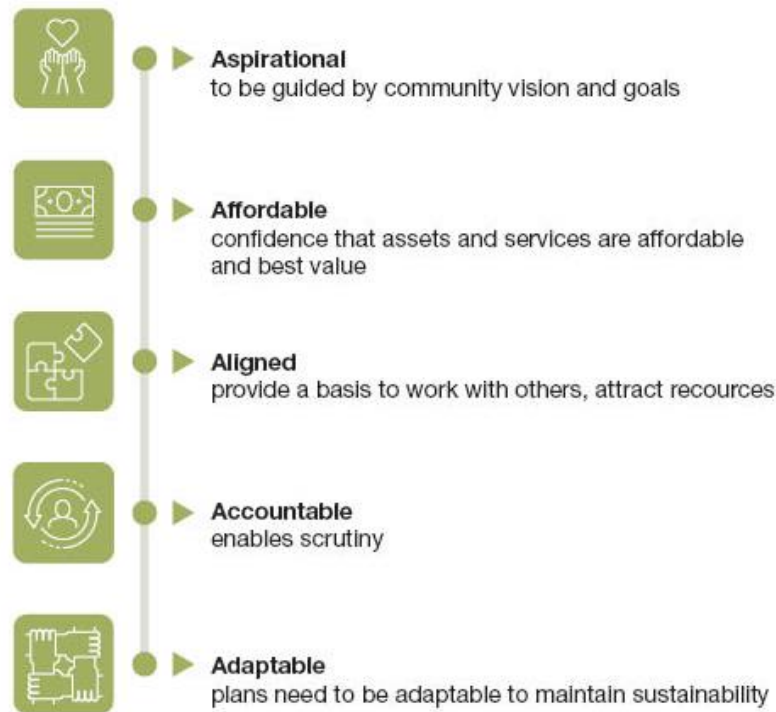 Aspirational
to be guided by community vision and goals
Affordable
confidence that assets and services are affordable
and best value
Aligned
provide a basis to work with others, attract recources
Accountable
enables scrutiny
Adaptable
plans need to be adaptable to maintain sustainability